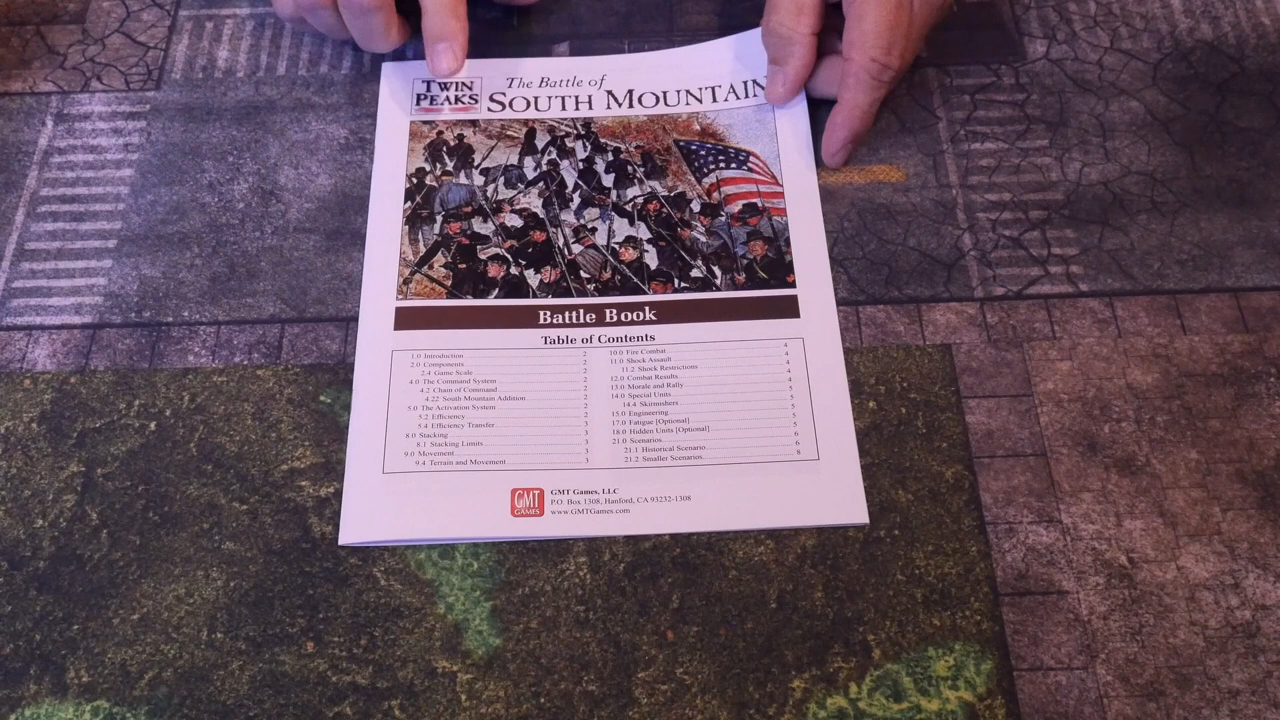 TWIN
PEAKS
The Battle of
SOUTH MOUNTAIN
Battle Book
Table of Contents
1.0 Introduction 2
2.0 Components 2
2.4 Game Scale 2
4.0 The Command System 2
4.2 Chain of Command 2
4.22 South Mountain Addition 2
5.0 The Activation System 2
5.2 Efficiency 2
5.4 Efficiency Transfer 3
8.0 Stacking 3
8.1 Stacking Limits 3
9.0 Movement 3
9.4 Terrain and Movement 3
10.0 Fire Combat 4
11.0 Shock Assault 4
11.2 Shock Restrictions 4
12.0 Combat Results 4
13.0 Morale and Rally 4
14.0 Special Units 5
14.4 Skirmishers 5
15.0 Engineering 5
17.0 Fatigue [Optional] 5
18.0 Hidden Units [Optional] 5
21.0 Scenarios 6
21.1 Historical Scenario 6
21.2 Smaller Scenarios 8
GMT
GAMES
GMT Games, LLC
P.O. Box 1308, Hanford, CA 93232-1308
www.GMTGames.com